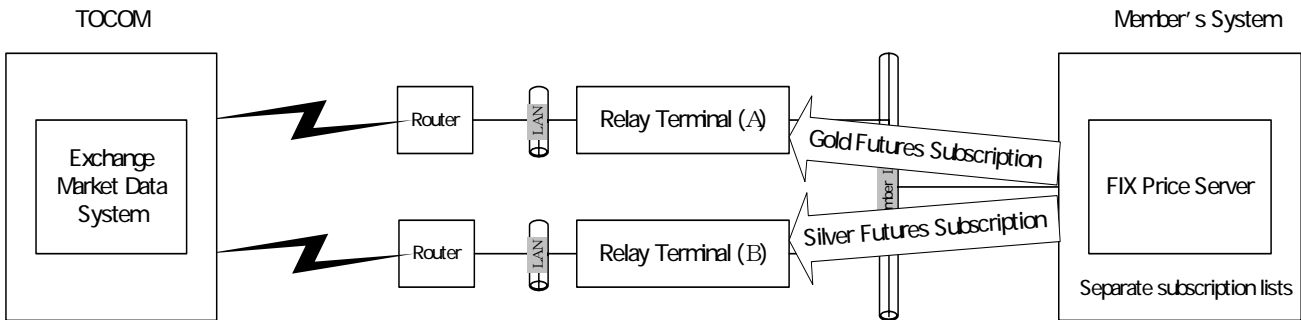 TOCOM
Member's System
Exchange
Market Data
System
Router
LAN
Relay Terminal (A)
Gold Futures Subscription
FIX Price Server
Router
LAN
Relay Terminal (B)
Silver Futures Subscription
Separate subscription lists